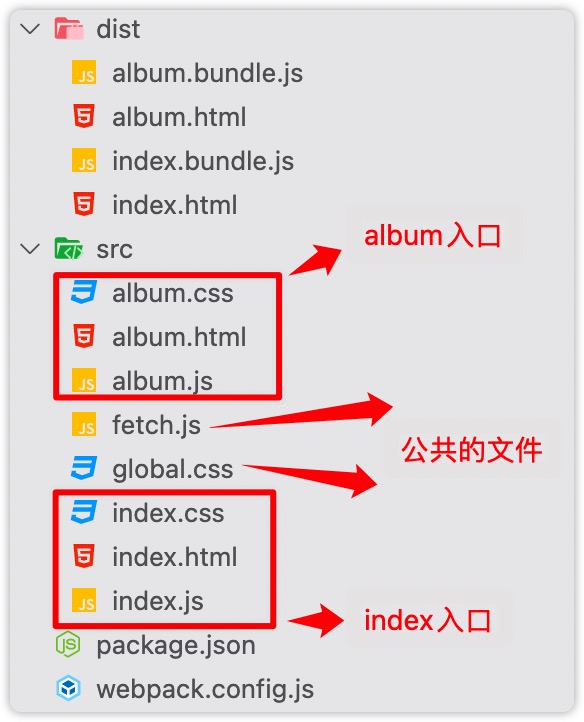 dist
album.bundle.js
album.html
index.bundle.js
index.html
src
album入口
album.css
album.html
album.js
fetch.js
公共的文件
global.css
index.css
index.html
index.js
index入口
package.json
webpack.config.js